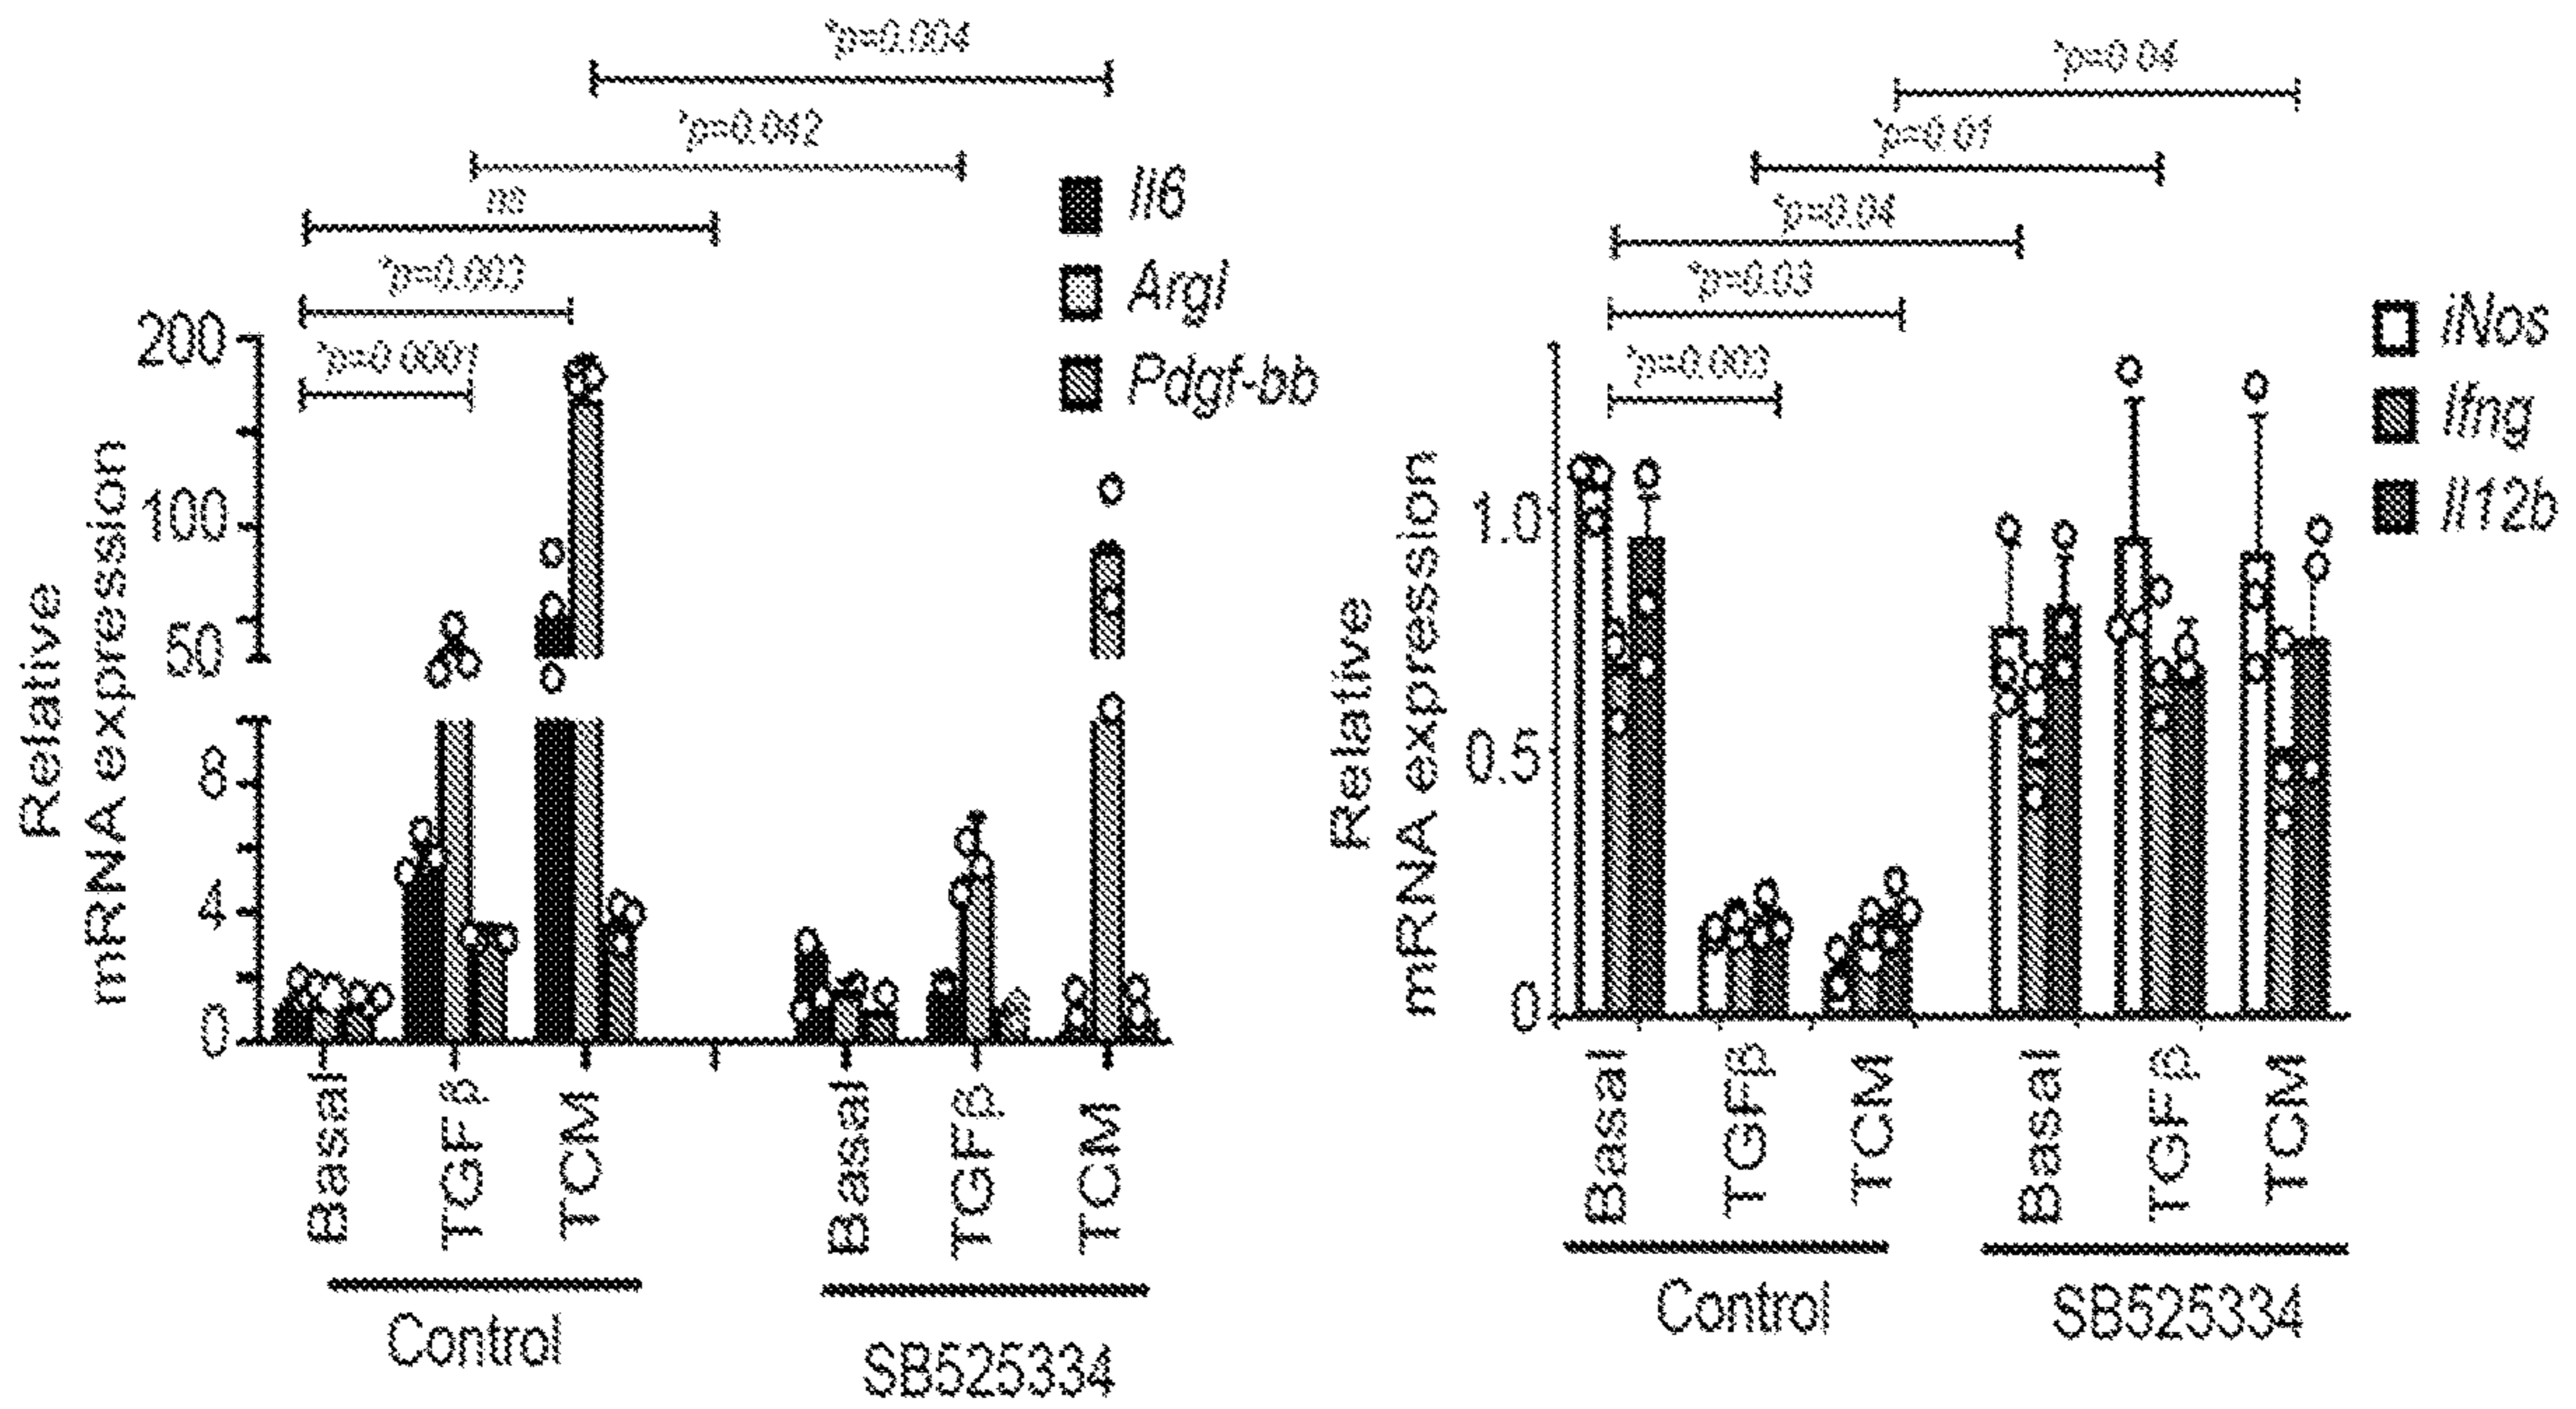 *p=0.004
*p=0.042
ns
*p=0.003
*p=0.0001
Il6
ArgI
Pdgf-bb
Relative
mRNA expression
200
100
50
8
4
0
Basal
TGFβ
TCM
Basal
TGFβ
TCM
Control
SB525334
*p=0.04
*p=0.01
*p=0.04
*p=0.03
*p=0.003
iNos
Ifng
Il12b
Relative
mRNA expression
1.0
0.5
0
Basal
TGFβ
TCM
Basal
TGFβ
TCM
Control
SB525334